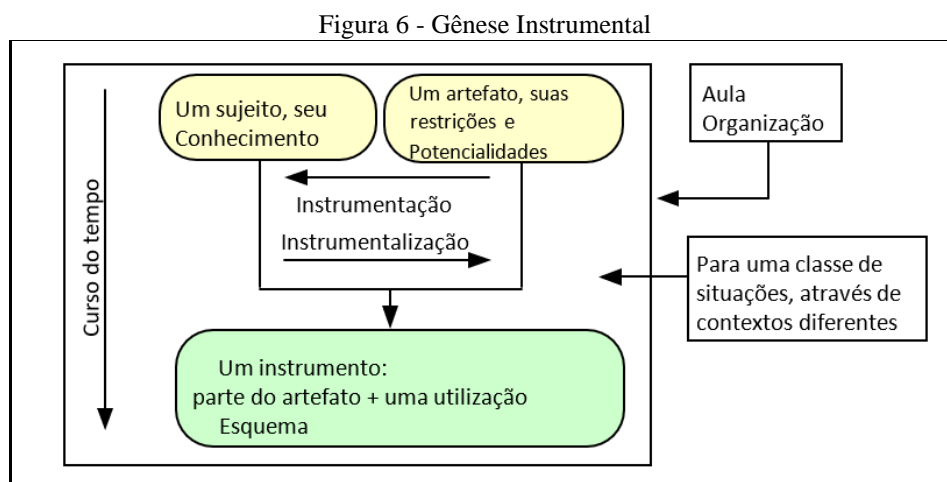 Figura 6 - Gênese Instrumental
Curso do tempo
Um sujeito, seu
Conhecimento
Um artefato, suas
restrições e
Potencialidades
Instrumentação
Instrumentalização
Um instrumento:
parte do artefato + uma utilização
Esquema
Aula
Organização
Para uma classe de
situações, através de
contextos diferentes